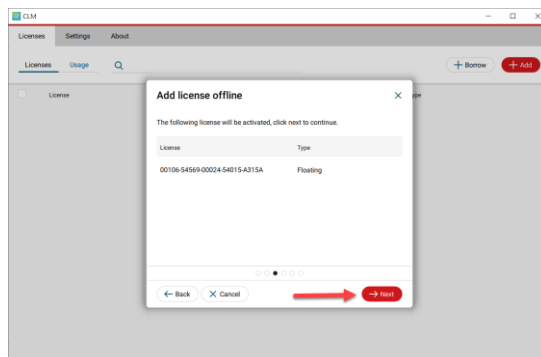 CLM
Licenses Settings About
Licenses Usage
Borrow Add
License
Add license offline
The following license will be activated, click next to continue.
License Type
00106-54569-00024-54015-A315A Floating
Back Cancel Next